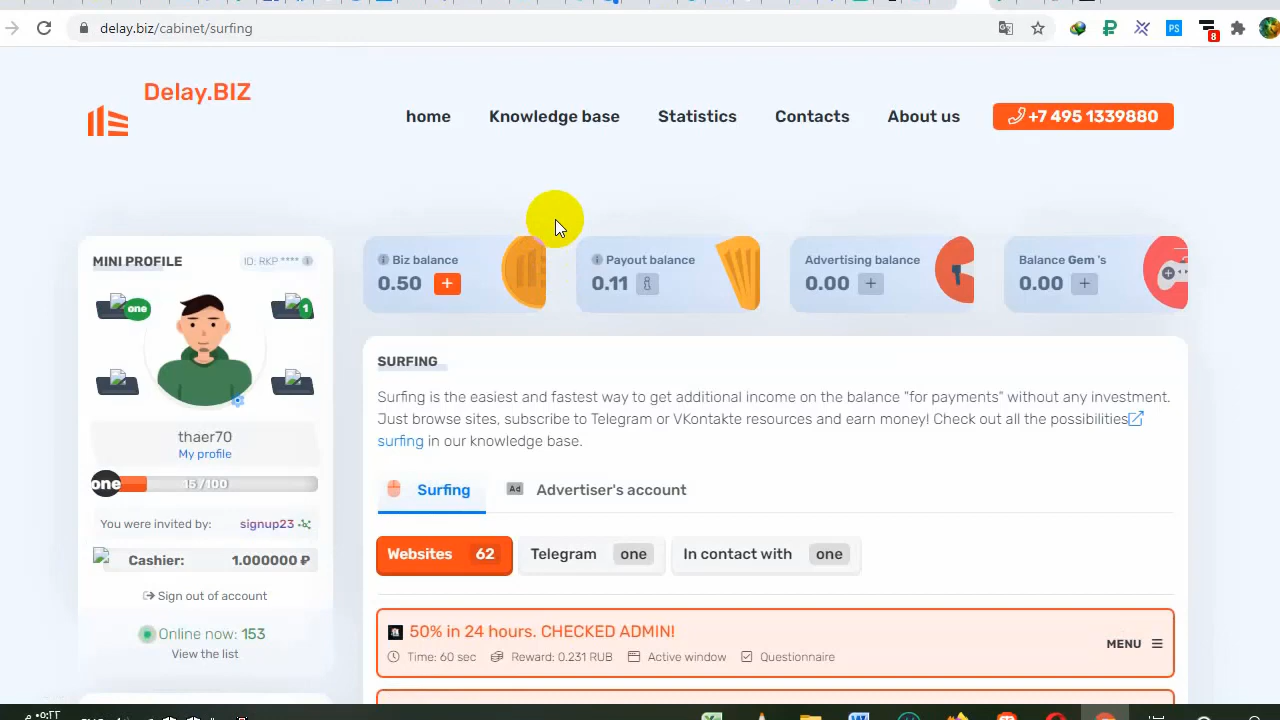 delay.biz/cabinet/surfing
PS
8
Delay.BIZ
home Knowledge base Statistics Contacts About us +7 495 1339880
MINI PROFILE ID: RKP ****
one 1
thaer70
My profile
one 15 /100
You were invited by: signup23
Cashier: 1.000000 ₽
Sign out of account
Online now: 153
View the list
Biz balance
0.50 +
Payout balance
0.11
Advertising balance
0.00 +
Balance Gem 's
0.00 +
SURFING
Surfing is the easiest and fastest way to get additional income on the balance "for payments" without any investment.
Just browse sites, subscribe to Telegram or VKontakte resources and earn money! Check out all the possibilities
surfing in our knowledge base.
Surfing Ad Advertiser's account
Websites 62 Telegram one In contact with one
50% in 24 hours. CHECKED ADMIN!
Time: 60 sec Reward: 0.231 RUB Active window Questionnaire
MENU